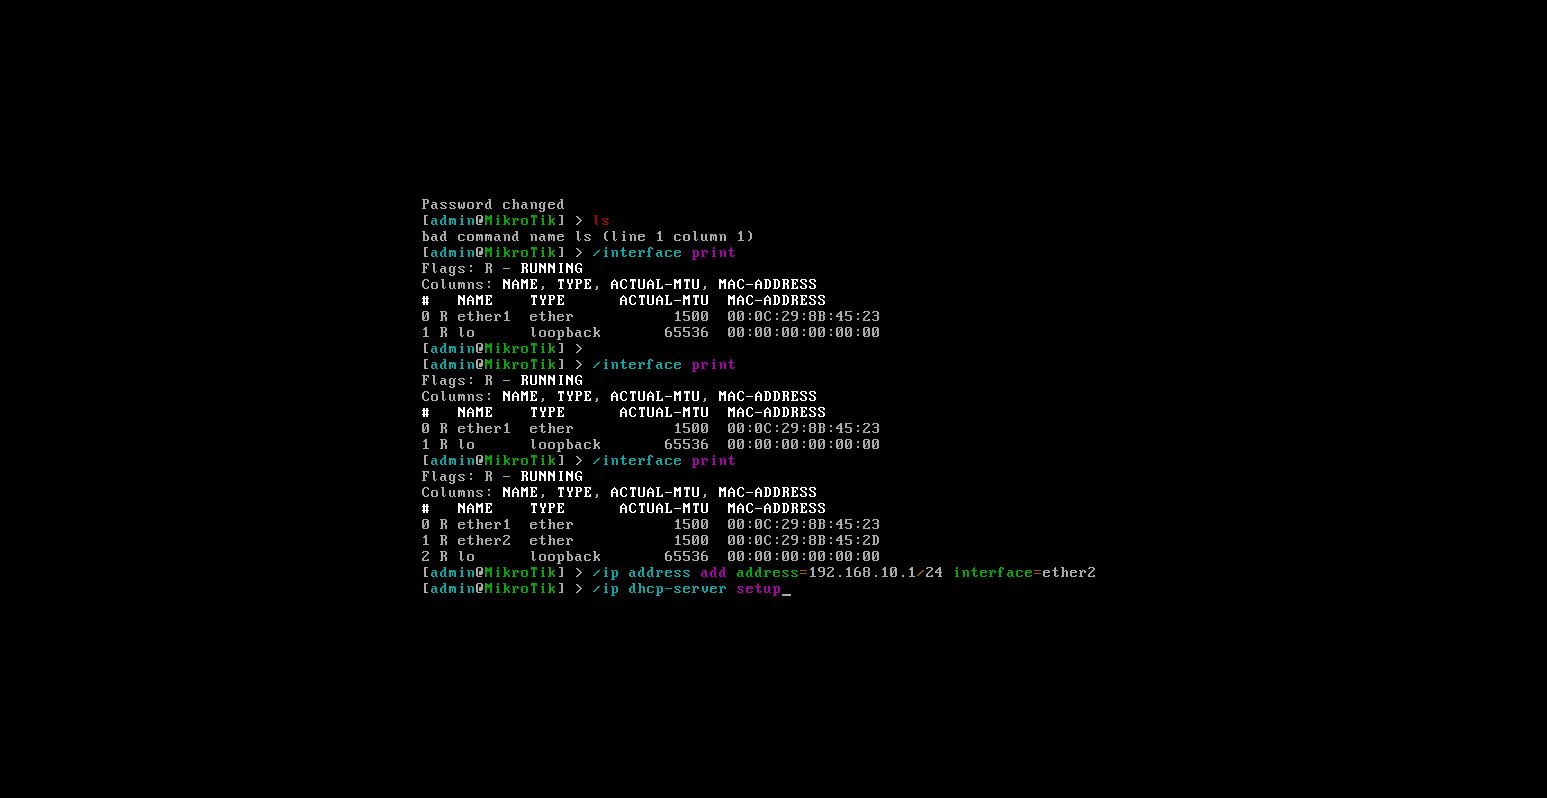 Password changed
[admin@MikroTik] > ls
bad command name ls (line 1 column 1)
[admin@MikroTik] > /interface print
Flags: R - RUNNING
Columns: NAME, TYPE, ACTUAL-MTU, MAC-ADDRESS
#   NAME    TYPE      ACTUAL-MTU  MAC-ADDRESS
0 R ether1  ether           1500  00:0C:29:8B:45:23
1 R lo      loopback       65536  00:00:00:00:00:00
[admin@MikroTik] >
[admin@MikroTik] > /interface print
Flags: R - RUNNING
Columns: NAME, TYPE, ACTUAL-MTU, MAC-ADDRESS
#   NAME    TYPE      ACTUAL-MTU  MAC-ADDRESS
0 R ether1  ether           1500  00:0C:29:8B:45:23
1 R lo      loopback       65536  00:00:00:00:00:00
[admin@MikroTik] > /interface print
Flags: R - RUNNING
Columns: NAME, TYPE, ACTUAL-MTU, MAC-ADDRESS
#   NAME    TYPE      ACTUAL-MTU  MAC-ADDRESS
0 R ether1  ether           1500  00:0C:29:8B:45:23
1 R ether2  ether           1500  00:0C:29:8B:45:2D
2 R lo      loopback       65536  00:00:00:00:00:00
[admin@MikroTik] > /ip address add address=192.168.10.1/24 interface=ether2
[admin@MikroTik] > /ip dhcp-server setup_